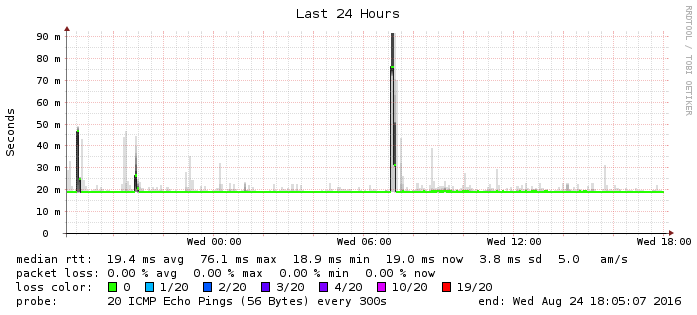 Last 24 Hours
RRDTOOL / TOBI OETIKER
Seconds
90 m
80 m
70 m
60 m
50 m
40 m
30 m
20 m
10 m
0
Wed 00:00 Wed 06:00 Wed 12:00 Wed 18:00
median rtt: 19.4 ms avg 76.1 ms max 18.9 ms min 19.0 ms now 3.8 ms sd 5.0 am/s
packet loss: 0.00 % avg 0.00 % max 0.00 % min 0.00 % now
loss color: 0 1/20 2/20 3/20 4/20 10/20 19/20
probe: 20 ICMP Echo Pings (56 Bytes) every 300s end: Wed Aug 24 18:05:07 2016